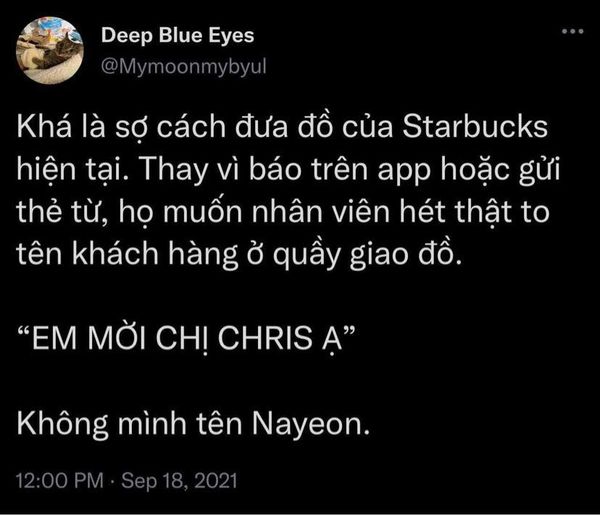 Deep Blue Eyes
@Mymoonmybyul
Khá là sợ cách đưa đồ của Starbucks
hiện tại. Thay vì báo trên app hoặc gửi
thẻ từ, họ muốn nhân viên hét thật to
tên khách hàng ở quầy giao đồ.
“EM MỜI CHỊ CHRIS Ạ”
Không mình tên Nayeon.
12:00 PM · Sep 18, 2021